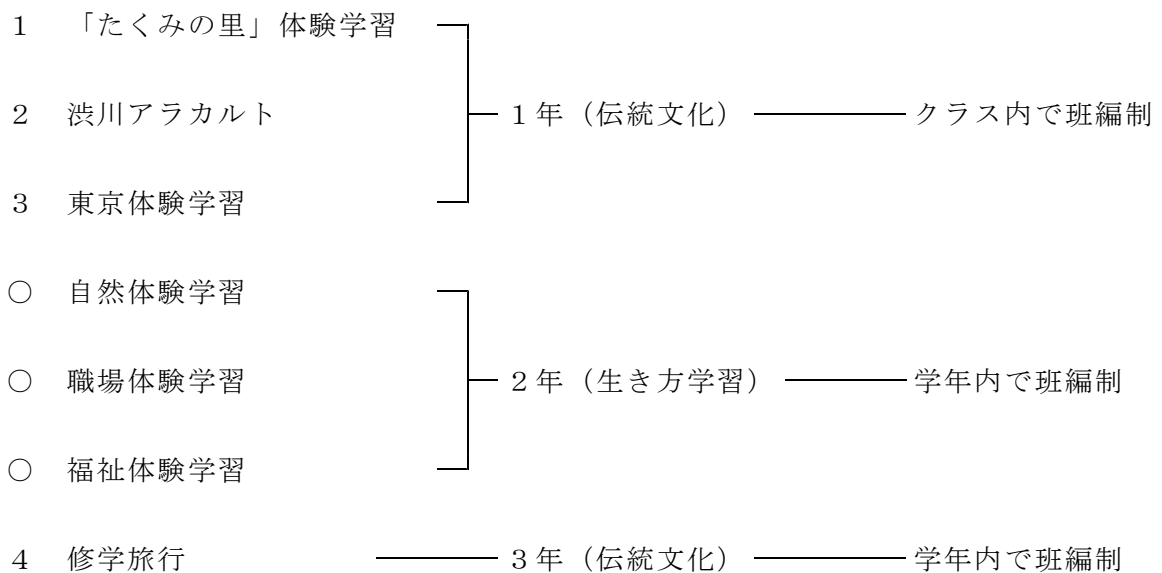 1 「たくみの里」体験学習
2 渋川アラカルト 1年（伝統文化） クラス内で班編制
3 東京体験学習
○ 自然体験学習
○ 職場体験学習 2年（生き方学習） 学年内で班編制
○ 福祉体験学習
4 修学旅行 3年（伝統文化） 学年内で班編制